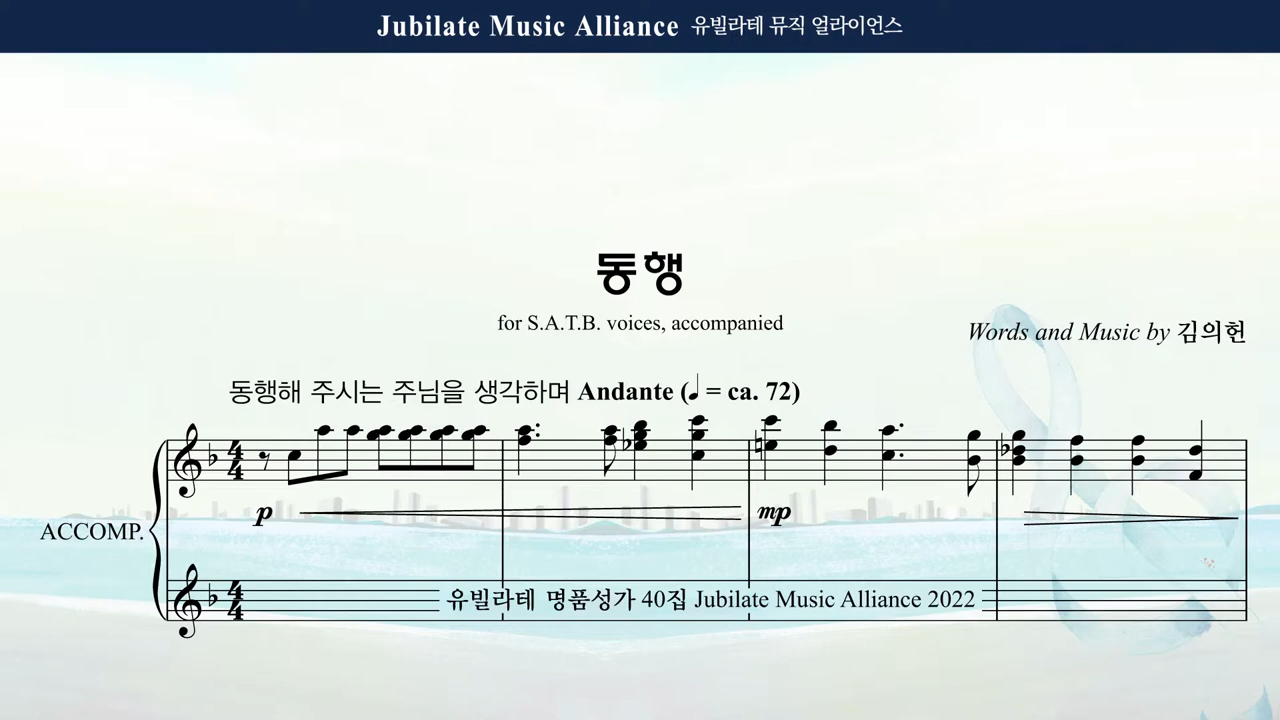 Jubilate Music Alliance 유빌라테 뮤직 얼라이언스
동행
for S.A.T.B. voices, accompanied
Words and Music by 김의헌
동행해 주시는 주님을 생각하며 Andante (♩ = ca. 72)
p
mp
ACCOMP.
유빌라테 명품성가 40집 Jubilate Music Alliance 2022